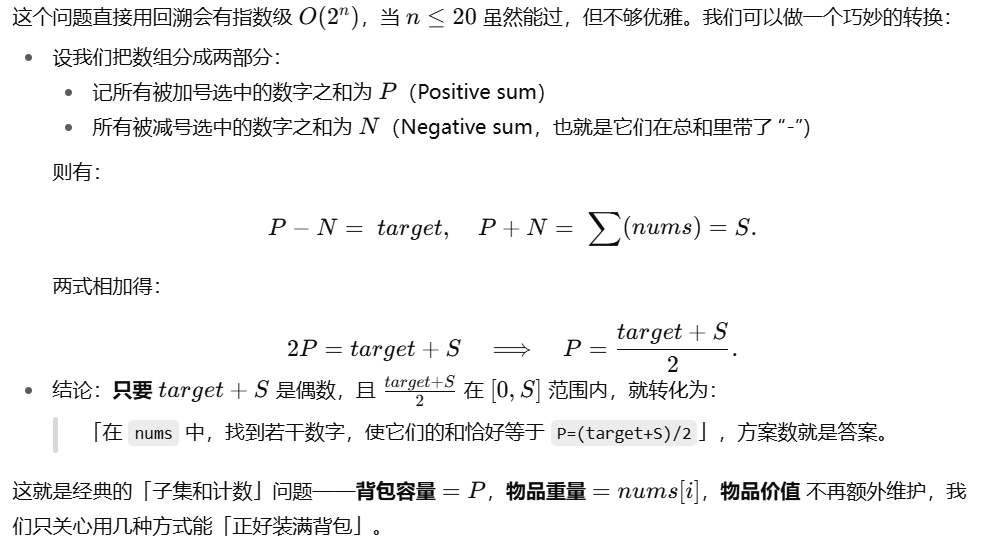 这个问题直接用回溯会有指数级 O(2ⁿ)，当 n ≤ 20 虽然能过，但不够优雅。我们可以做一个巧妙的转换：
• 设我们把数组分成两部分：
• 记所有被加号选中的数字之和为 P（Positive sum）
• 所有被减号选中的数字之和为 N（Negative sum，也就是它们在总和里带了 “-”)
则有：
P − N = target,   P + N = ∑(nums) = S.
两式相加得：
2P = target + S   ⟹   P = (target + S)/2.
• 结论：只要 target + S 是偶数，且 (target+S)/2 在 [0, S] 范围内，就转化为：
「在 nums 中，找到若干数字，使它们的和恰好等于 P=(target+S)/2」，方案数就是答案。
这就是经典的「子集和计数」问题——背包容量 = P，物品重量 = nums[i]，物品价值 不再额外维护，我
们只关心用几种方式能「正好装满背包」。